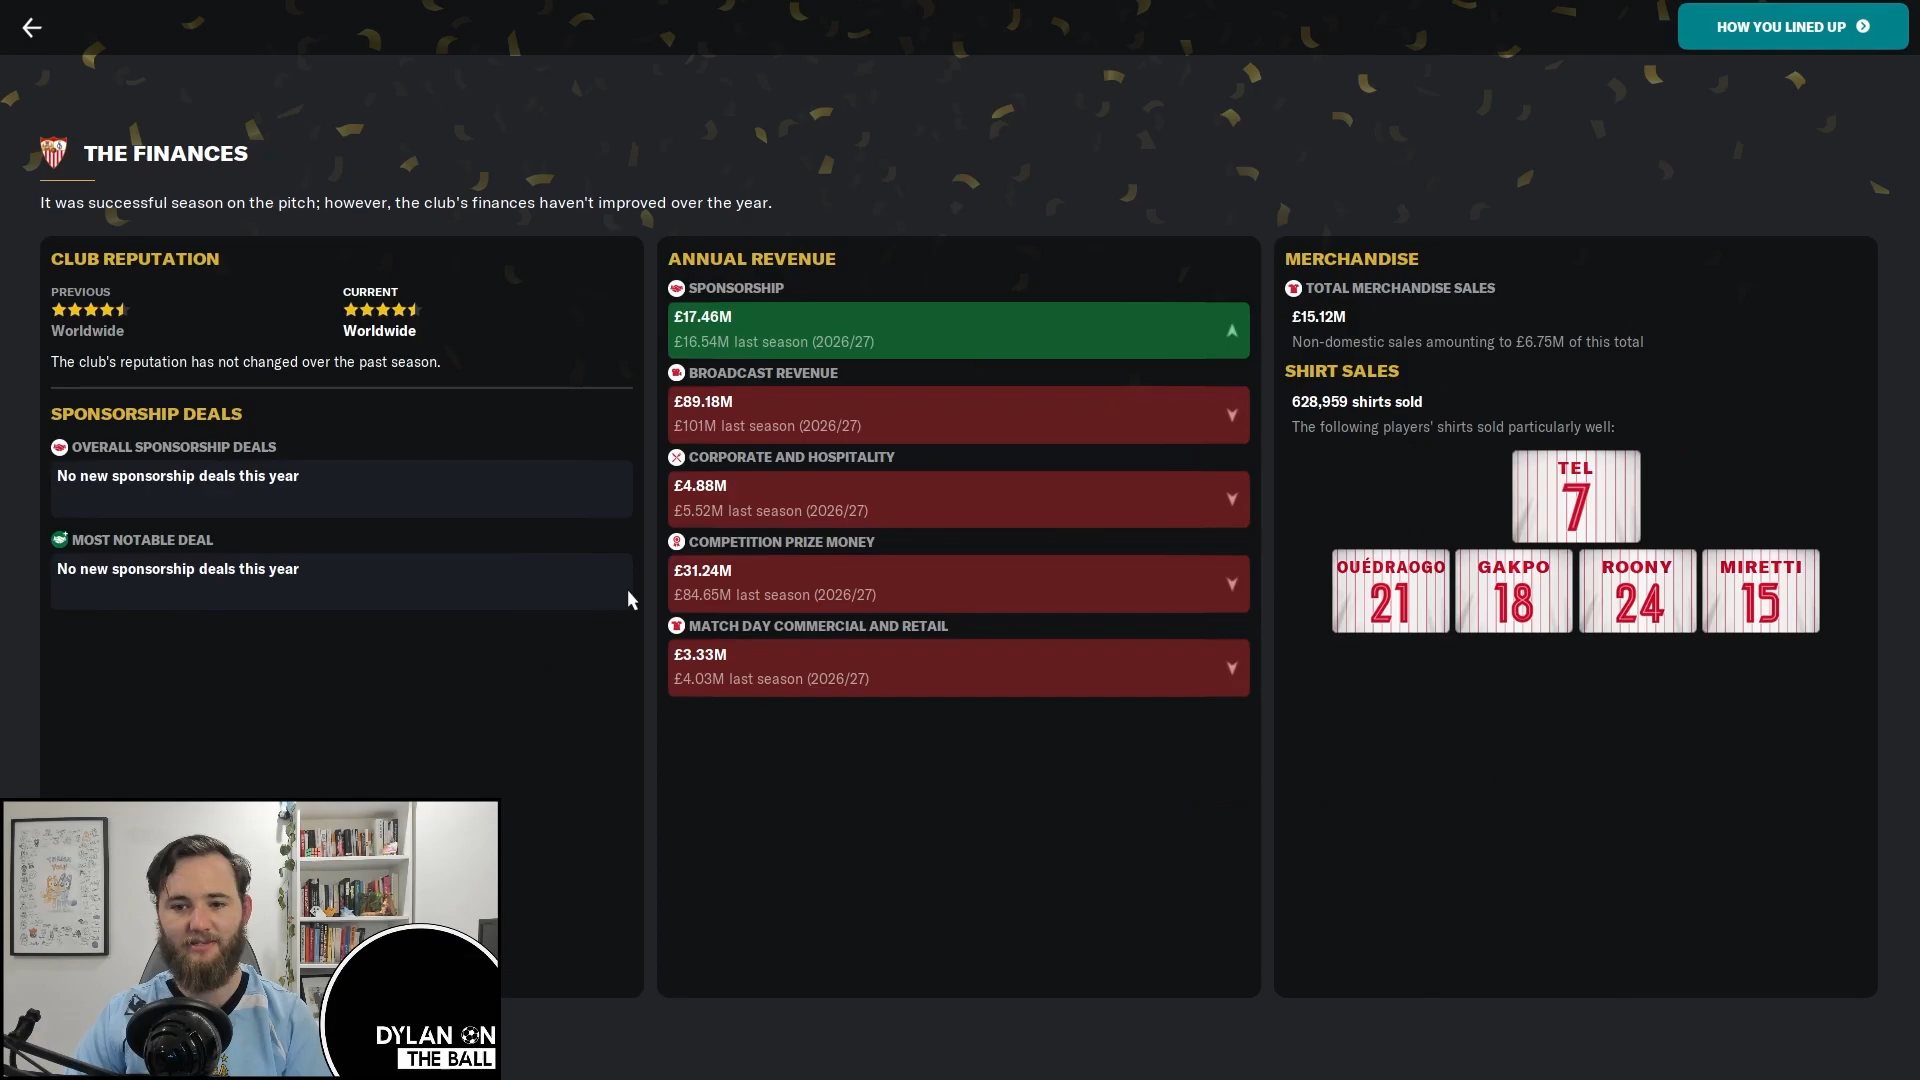 HOW YOU LINED UP
THE FINANCES
It was successful season on the pitch; however, the club's finances haven't improved over the year.
CLUB REPUTATION
PREVIOUS
Worldwide
CURRENT
Worldwide
The club's reputation has not changed over the past season.
SPONSORSHIP DEALS
OVERALL SPONSORSHIP DEALS
No new sponsorship deals this year
MOST NOTABLE DEAL
No new sponsorship deals this year
ANNUAL REVENUE
SPONSORSHIP
£17.46M
£16.54M last season (2026/27)
BROADCAST REVENUE
£89.18M
£101M last season (2026/27)
CORPORATE AND HOSPITALITY
£4.88M
£5.52M last season (2026/27)
COMPETITION PRIZE MONEY
£31.24M
£84.65M last season (2026/27)
MATCH DAY COMMERCIAL AND RETAIL
£3.33M
£4.03M last season (2026/27)
MERCHANDISE
TOTAL MERCHANDISE SALES
£15.12M
Non-domestic sales amounting to £6.75M of this total
SHIRT SALES
628,959 shirts sold
The following players' shirts sold particularly well:
TEL
7
OUÉDRAOGO
21
GAKPO
18
ROONY
24
MIRETTI
15
DYLAN ON
THE BALL